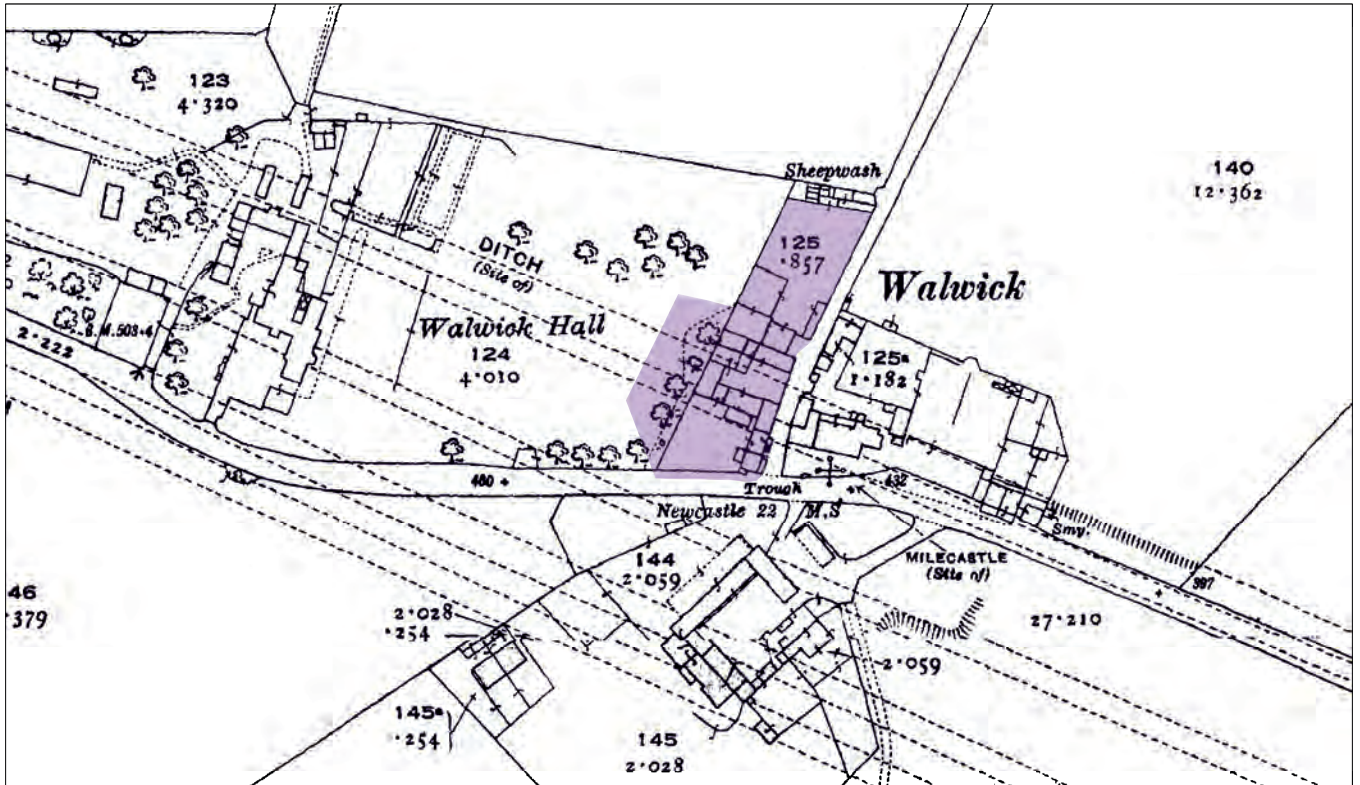 123
4·320
Sheepwash
140
12·362
125
·857
DITCH
(Site of)
Walwick
Walwick Hall
124
4·010
B.M.503·4
2·222
125a
1·182
480
Trough
432
Newcastle 22
M.S
Smy.
MILECASTLE
(Site of)
397
144
2·059
46
·379
2·028
·254
27·210
2·059
145a
·254
145
2·028